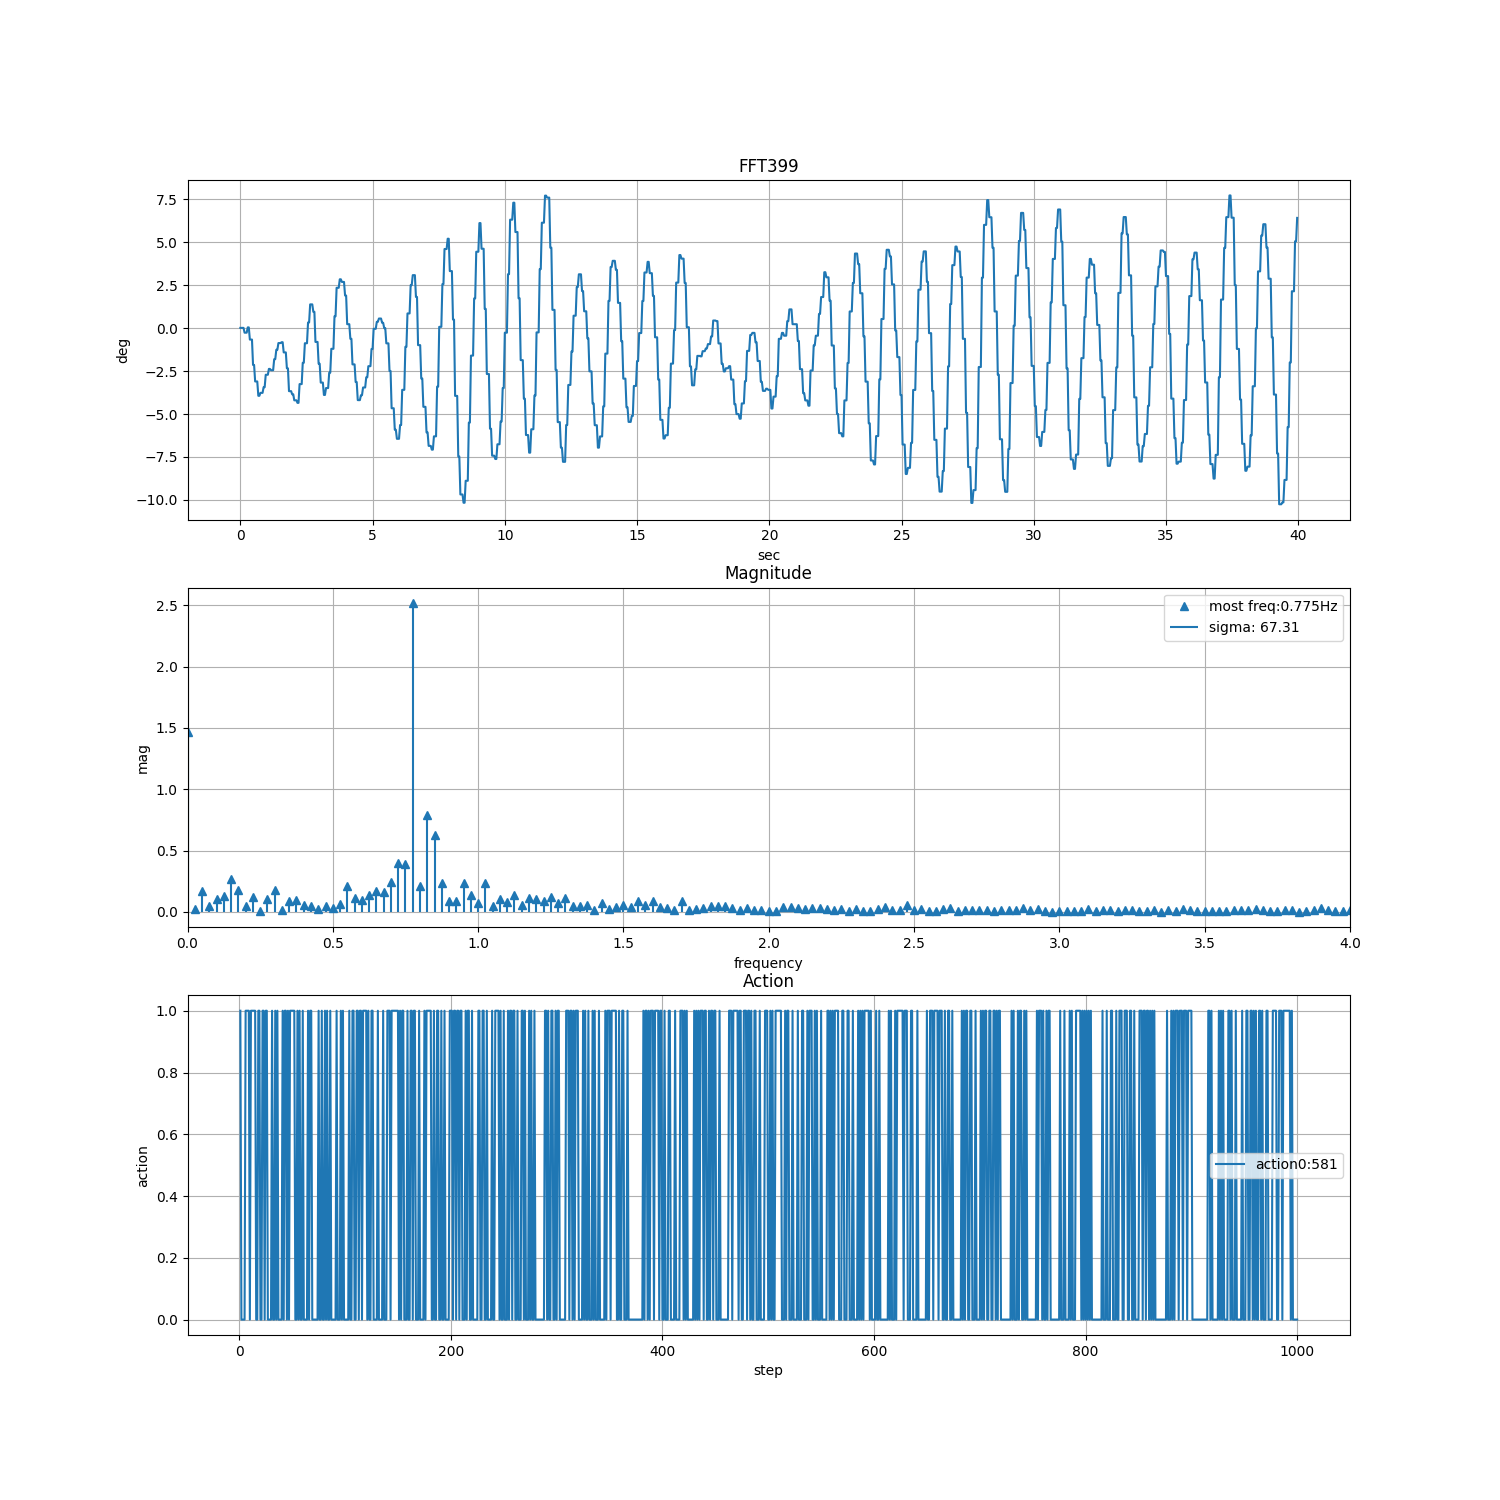 FFT399
7.5
5.0
2.5
0.0
−2.5
−5.0
−7.5
−10.0
deg
0 5 10 15 20 25 30 35 40
sec
Magnitude
2.5
2.0
1.5
1.0
0.5
0.0
mag
most freq:0.775Hz
sigma: 67.31
0.0 0.5 1.0 1.5 2.0 2.5 3.0 3.5 4.0
frequency
Action
1.0
0.8
0.6
0.4
0.2
0.0
action
action0:581
0 200 400 600 800 1000
step